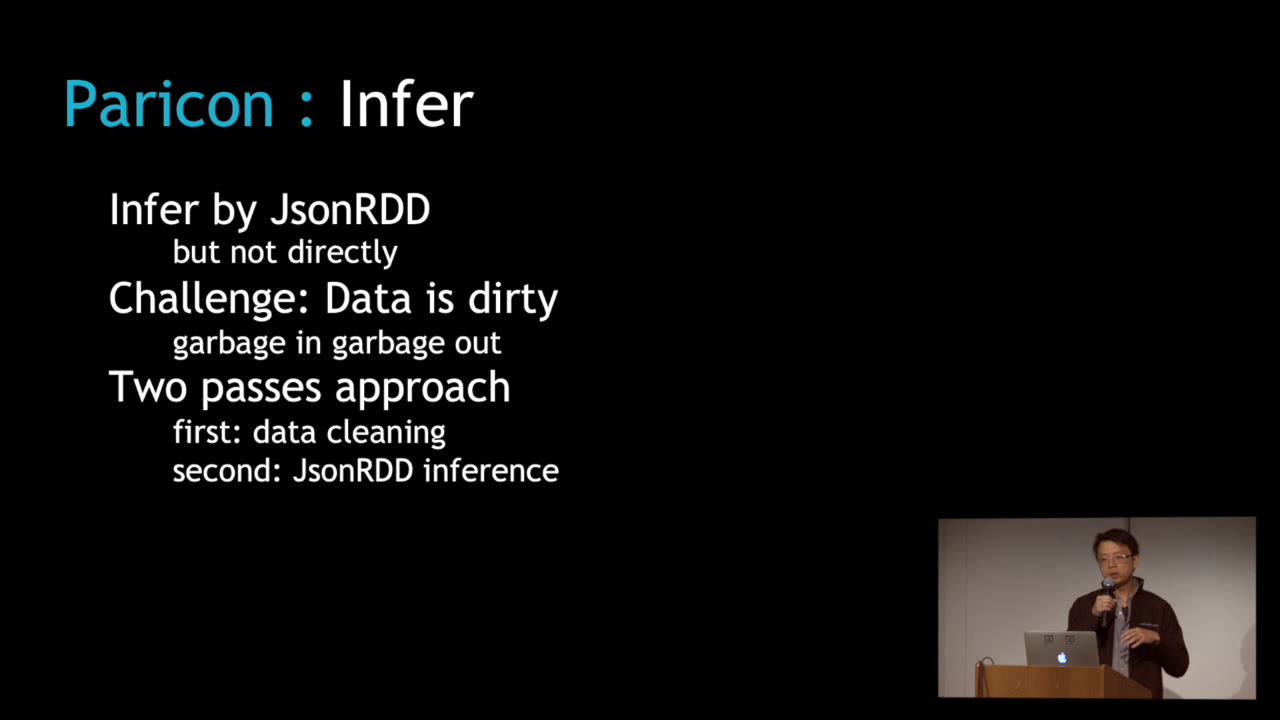 Paricon : Infer
Infer by JsonRDD
but not directly
Challenge: Data is dirty
garbage in garbage out
Two passes approach
first: data cleaning
second: JsonRDD inference